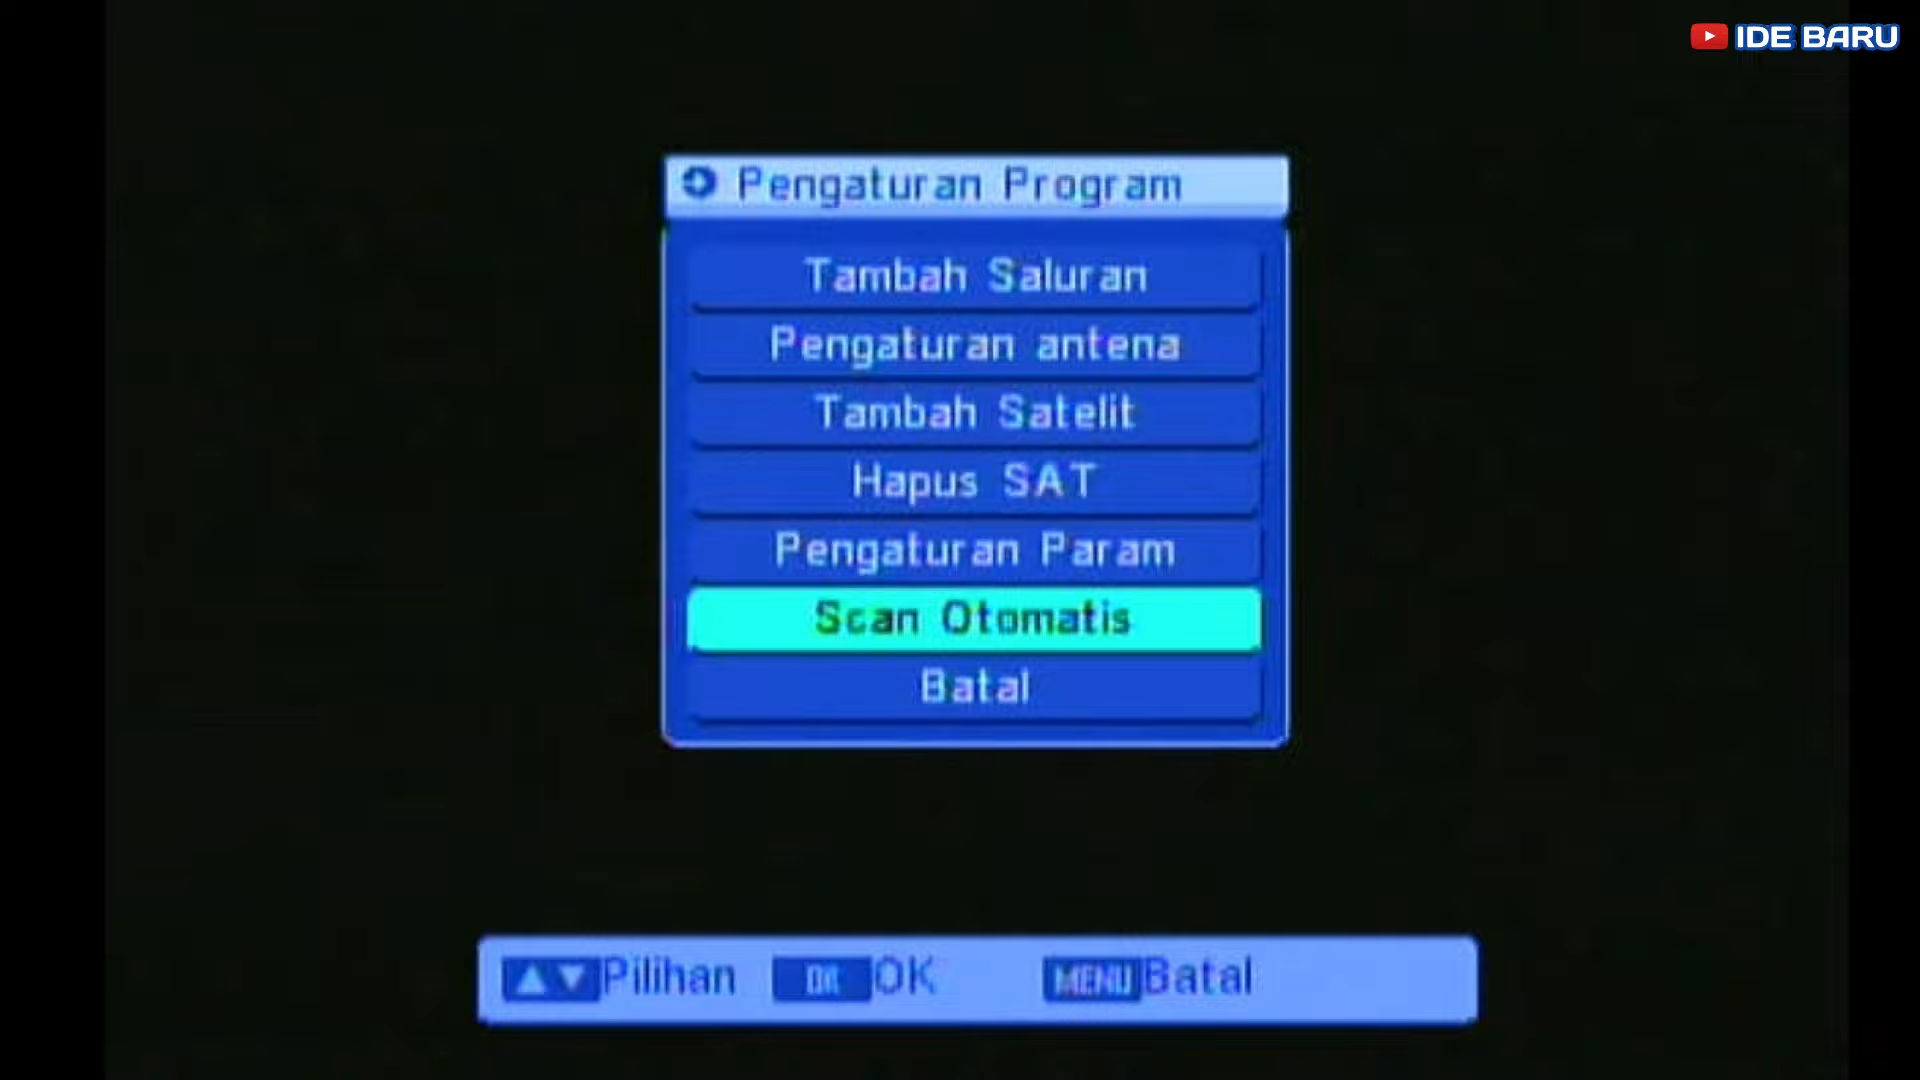 IDE BARU
Pengaturan Program
Tambah Saluran
Pengaturan antena
Tambah Satelit
Hapus SAT
Pengaturan Param
Scan Otomatis
Batal
Pilihan OK OK MENU Batal